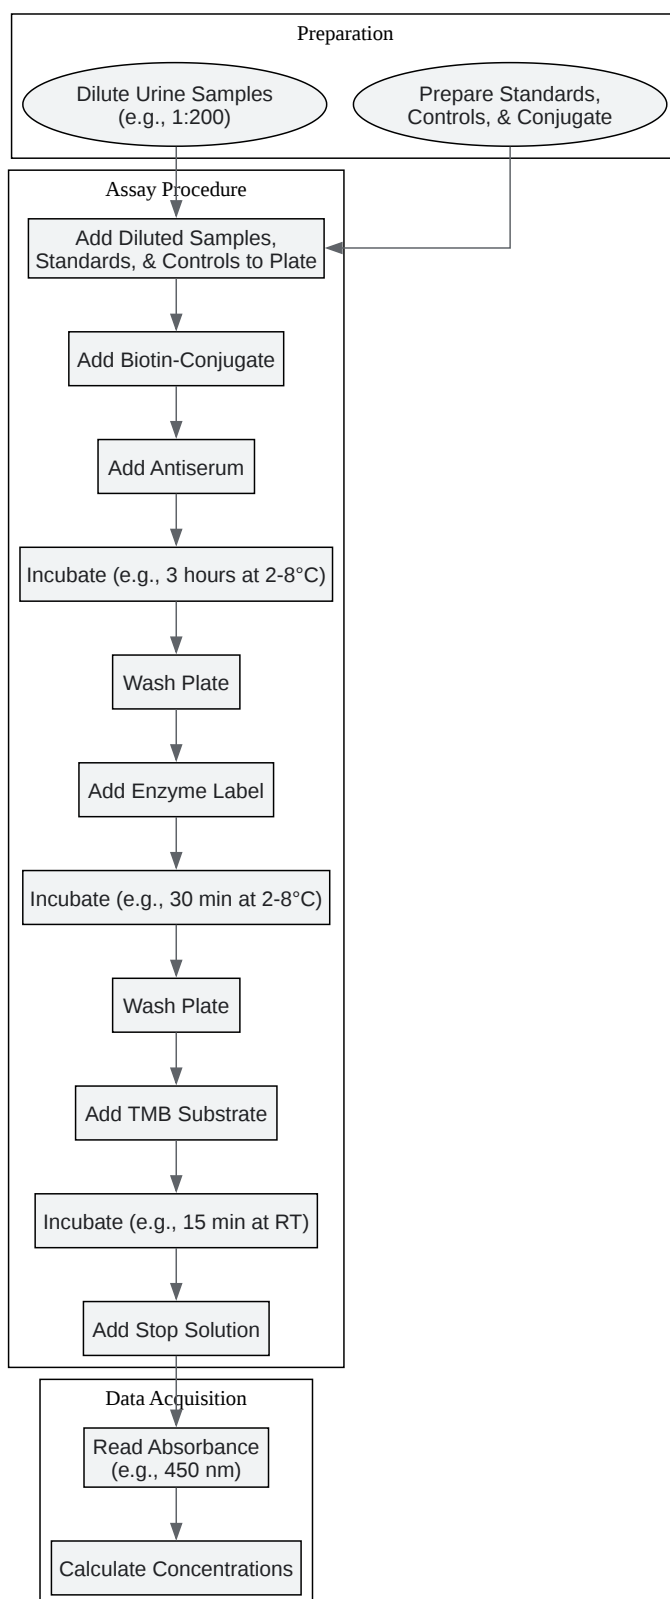 Preparation
Dilute Urine Samples
(e.g., 1:200)
Prepare Standards,
Controls, & Conjugate
Assay Procedure
Add Diluted Samples,
Standards, & Controls to Plate
Add Biotin-Conjugate
Add Antiserum
Incubate (e.g., 3 hours at 2-8°C)
Wash Plate
Add Enzyme Label
Incubate (e.g., 30 min at 2-8°C)
Wash Plate
Add TMB Substrate
Incubate (e.g., 15 min at RT)
Add Stop Solution
Data Acquisition
Read Absorbance
(e.g., 450 nm)
Calculate Concentrations